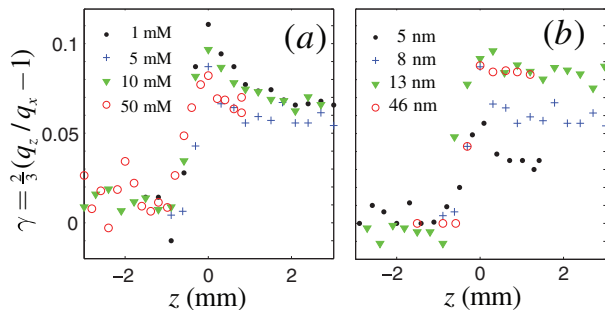 γ = 2/3 (q_z / q_x − 1)
0.1
0.05
0
(a)
1 mM
5 mM
10 mM
50 mM
−2
0
2
z (mm)
(b)
5 nm
8 nm
13 nm
46 nm
−2
0
2
z (mm)